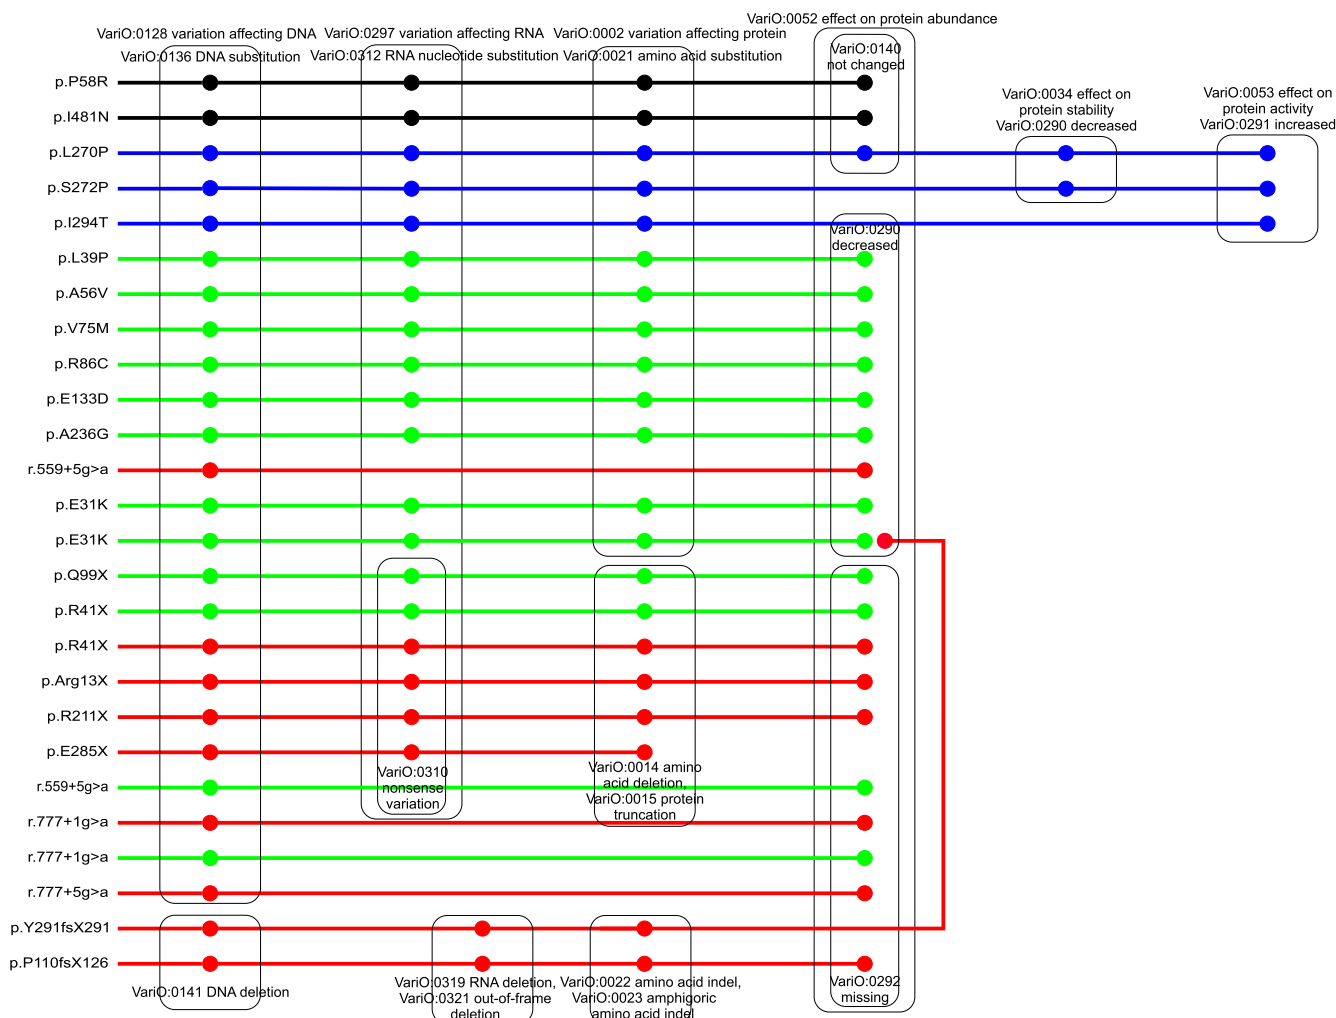 VariO:0052 effect on protein abundance
VariO:0128 variation affecting DNA
VariO:0297 variation affecting RNA
VariO:0002 variation affecting protein
VariO:0136 DNA substitution
VariO:0312 RNA nucleotide substitution
VariO:0021 amino acid substitution
VariO:0140
not changed
VariO:0034 effect on
protein stability
VariO:0290 decreased
VariO:0053 effect on
protein activity
VariO:0291 increased
p.P58R
p.I481N
p.L270P
p.S272P
p.I294T
VariO:0290
decreased
p.L39P
p.A56V
p.V75M
p.R86C
p.E133D
p.A236G
r.559+5g>a
p.E31K
p.E31K
p.Q99X
p.R41X
p.R41X
p.Arg13X
p.R211X
p.E285X
VariO:0310
nonsense
variation
VariO:0014 amino
acid deletion,
VariO:0015 protein
truncation
r.559+5g>a
r.777+1g>a
r.777+1g>a
r.777+5g>a
p.Y291fsX291
p.P110fsX126
VariO:0141 DNA deletion
VariO:0319 RNA deletion,
VariO:0321 out-of-frame
deletion
VariO:0022 amino acid indel,
VariO:0023 amphigoric
amino acid indel
VariO:0292
missing